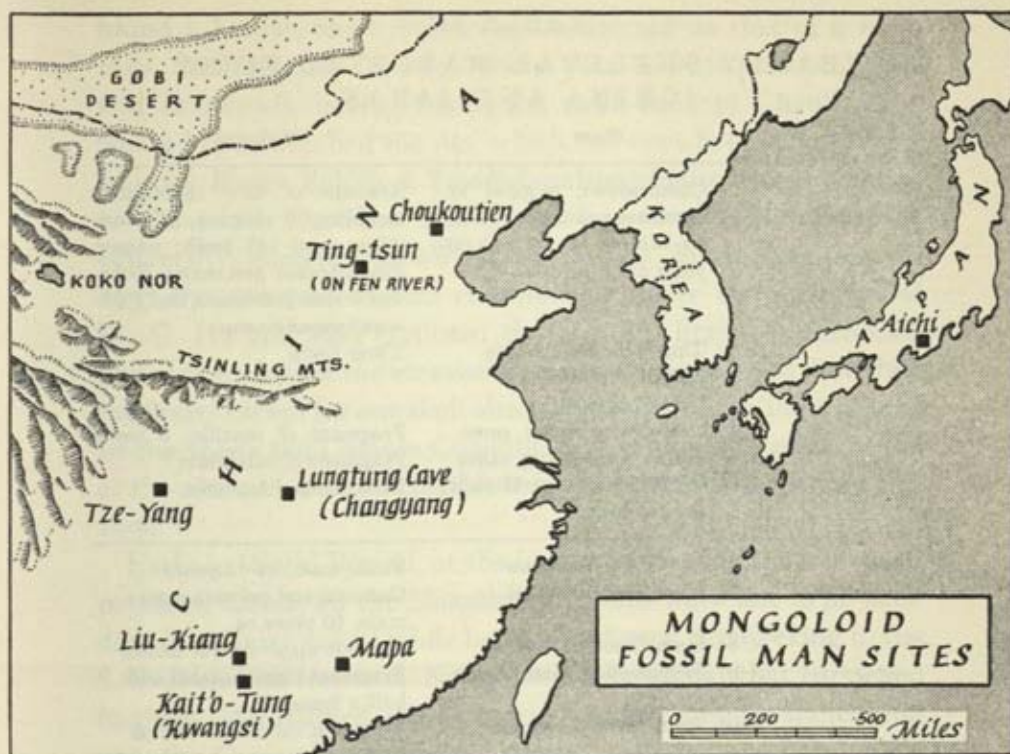 GOBI
DESERT
CHINA
Choukoutien
Ting-tsun
(ON FEN RIVER)
KOREA
JAPAN
Aichi
KOKO NOR
TSINLING MTS.
Tze-Yang
Lungtung Cave
(Changyang)
Liu-Kiang
Mapa
Kait'o-Tung
(Kwangsi)
MONGOLOID
FOSSIL MAN SITES
0 200 500 Miles